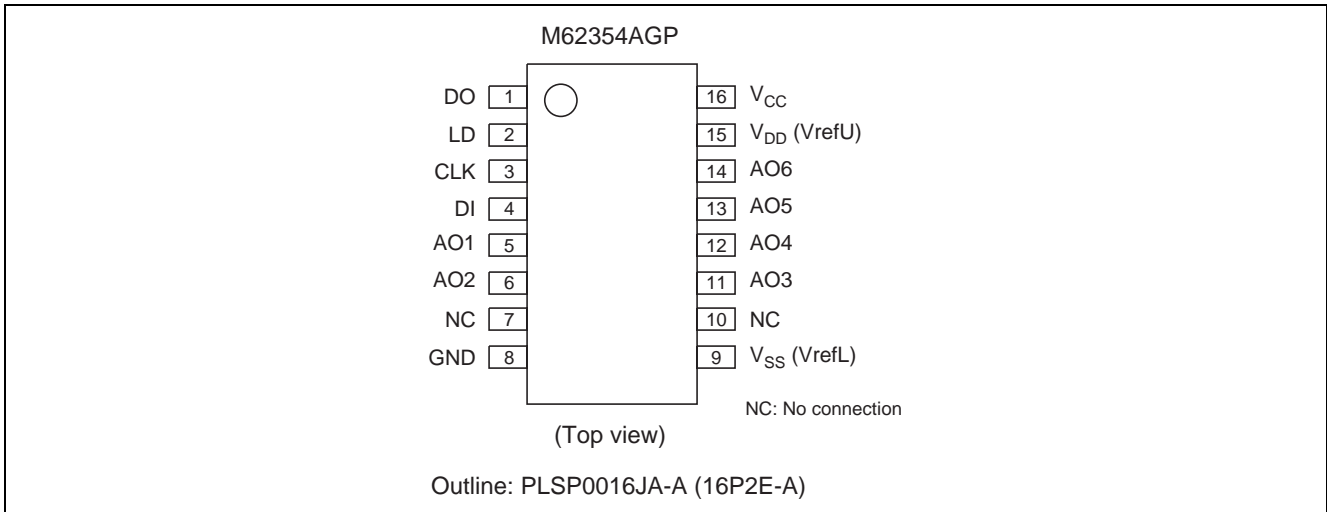 M62354AGP
DO 1 16 VCC
LD 2 15 VDD (VrefU)
CLK 3 14 AO6
DI 4 13 AO5
AO1 5 12 AO4
AO2 6 11 AO3
NC 7 10 NC
GND 8 9 VSS (VrefL)
NC: No connection
(Top view)
Outline: PLSP0016JA-A (16P2E-A)